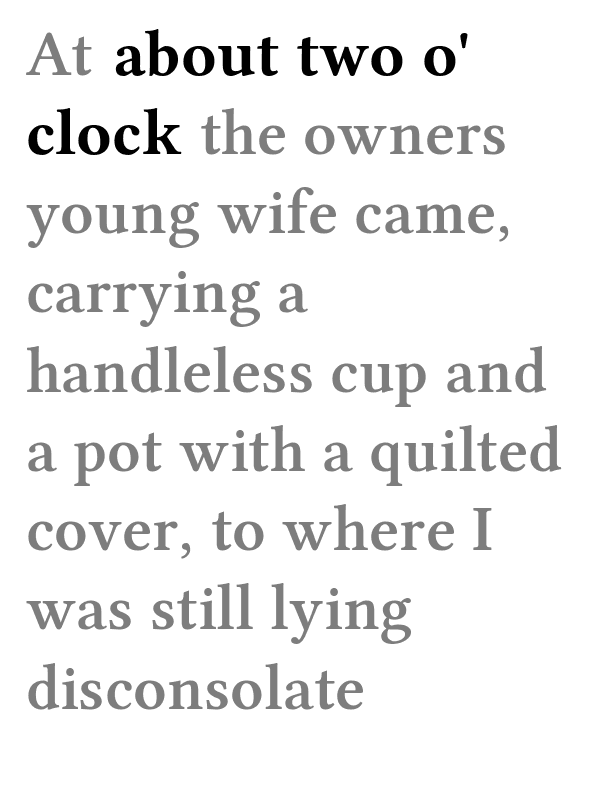 At about two o'
clock the owners
young wife came,
carrying a
handleless cup and
a pot with a quilted
cover, to where I
was still lying
disconsolate